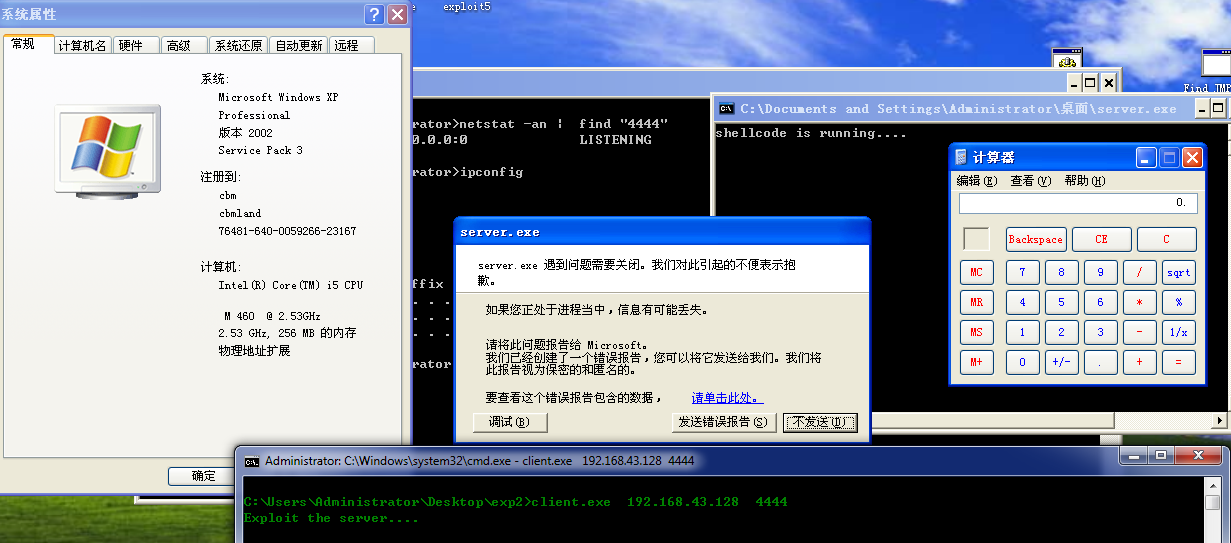 系统属性
常规 计算机名 硬件 高级 系统还原 自动更新 远程
系统:
Microsoft Windows XP
Professional
版本 2002
Service Pack 3
注册到:
cbm
cbmland
76481-640-0059266-23167
计算机:
Intel(R) Core(TM) i5 CPU
M 460 @ 2.53GHz
2.53 GHz, 256 MB 的内存
物理地址扩展
确定
exploit5
rator>netstat -an | find "4444"
0.0.0:0 LISTENING
rator>ipconfig
ffix
. . .
. . .
. . .
rator
C:\Documents and Settings\Administrator\桌面\server.exe
shellcode is running....
计算器
编辑(E) 查看(V) 帮助(H)
0.
Backspace CE C
MC 7 8 9 / sqrt
MR 4 5 6 * %
MS 1 2 3 - 1/x
M+ 0 +/- . + =
server.exe
server.exe 遇到问题需要关闭。我们对此引起的不便表示抱
歉。
如果您正处于进程当中，信息有可能丢失。
请将此问题报告给 Microsoft。
我们已经创建了一个错误报告，您可以将它发送给我们。我们将
此报告视为保密的和匿名的。
要查看这个错误报告包含的数据， 请单击此处。
调试(B) 发送错误报告(S) 不发送(D)
Administrator: C:\Windows\system32\cmd.exe - client.exe 192.168.43.128 4444
C:\Users\Administrator\Desktop\exp2>client.exe 192.168.43.128 4444
Exploit the server....